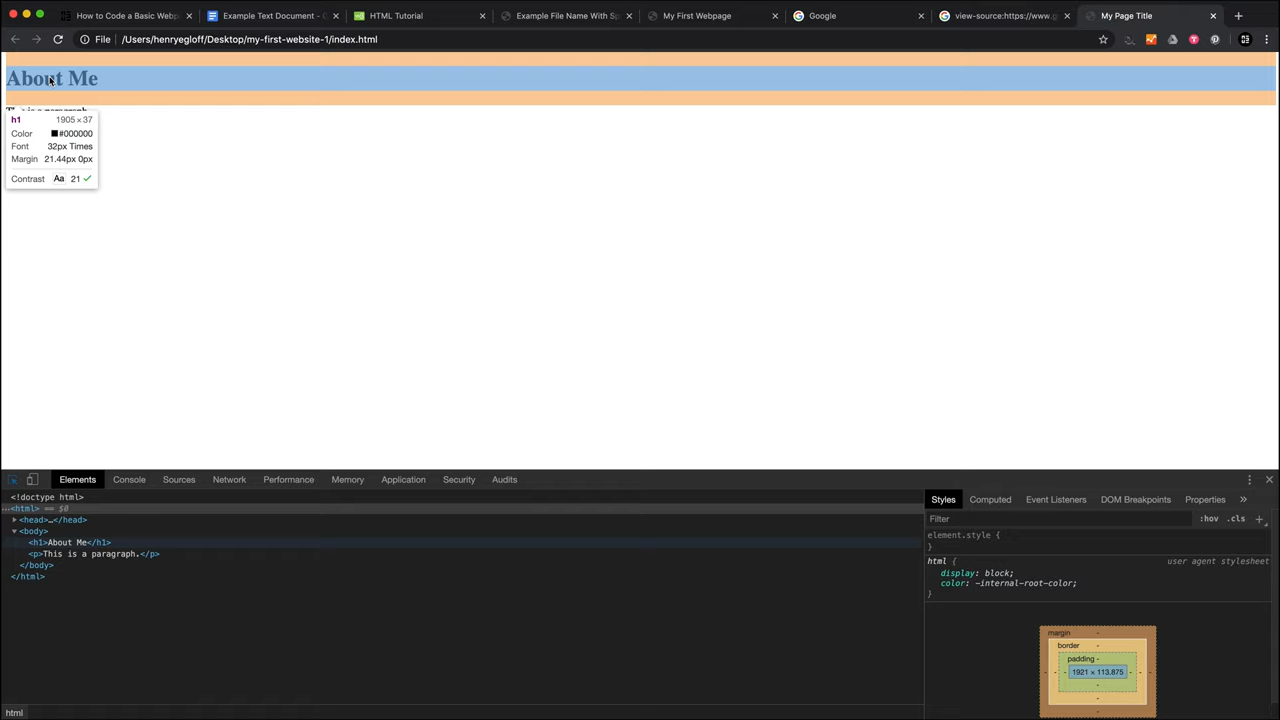 How to Code a Basic Webp
Example Text Document - G
HTML Tutorial
Example File Name With Sp
My First Webpage
Google
view-source:https://www.g
My Page Title
File /Users/henryegloff/Desktop/my-first-website-1/index.html
About Me
This is a paragraph.
h1 1905 × 37
Color #000000
Font 32px Times
Margin 21.44px 0px
Contrast Aa 21
Elements Console Sources Network Performance Memory Application Security Audits
<!doctype html>
<html> == $0
<head>…</head>
<body>
<h1>About Me</h1>
<p>This is a paragraph.</p>
</body>
</html>
html
Styles Computed Event Listeners DOM Breakpoints Properties »
Filter :hov .cls +
element.style {
}
html { user agent stylesheet
display: block;
color: -internal-root-color;
}
margin -
border -
padding -
- - - 1921 × 113.875 - - -
-
-
-